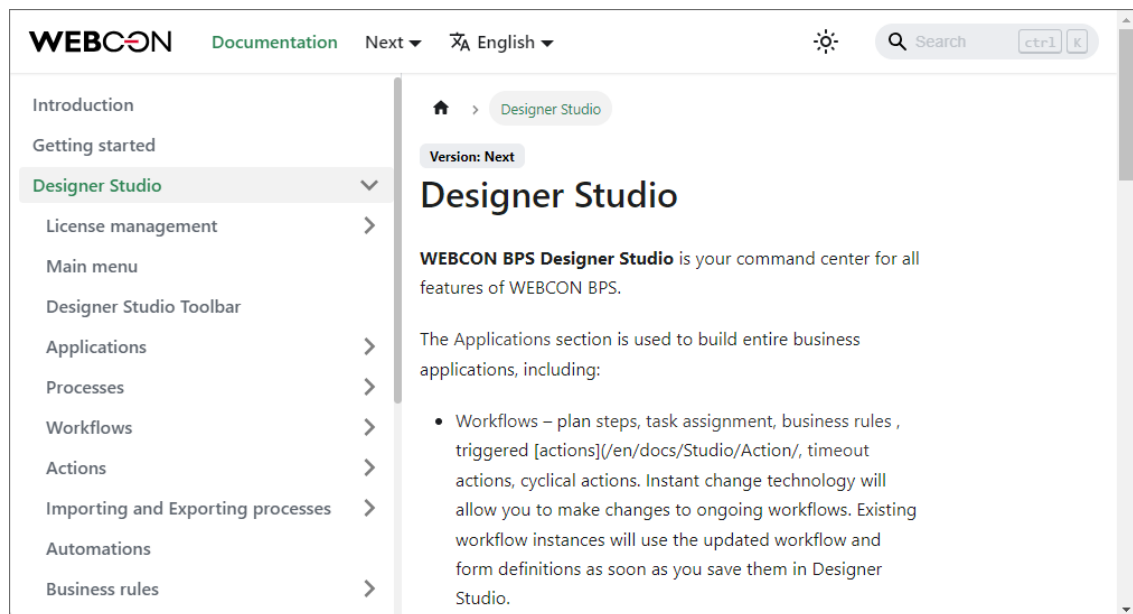 WEBCON Documentation Next English Search ctrl K
Introduction
Getting started
Designer Studio
License management
Main menu
Designer Studio Toolbar
Applications
Processes
Workflows
Actions
Importing and Exporting processes
Automations
Business rules
Designer Studio
Version: Next
Designer Studio
WEBCON BPS Designer Studio is your command center for all
features of WEBCON BPS.
The Applications section is used to build entire business
applications, including:
• Workflows – plan steps, task assignment, business rules ,
triggered [actions](/en/docs/Studio/Action/, timeout
actions, cyclical actions. Instant change technology will
allow you to make changes to ongoing workflows. Existing
workflow instances will use the updated workflow and
form definitions as soon as you save them in Designer
Studio.